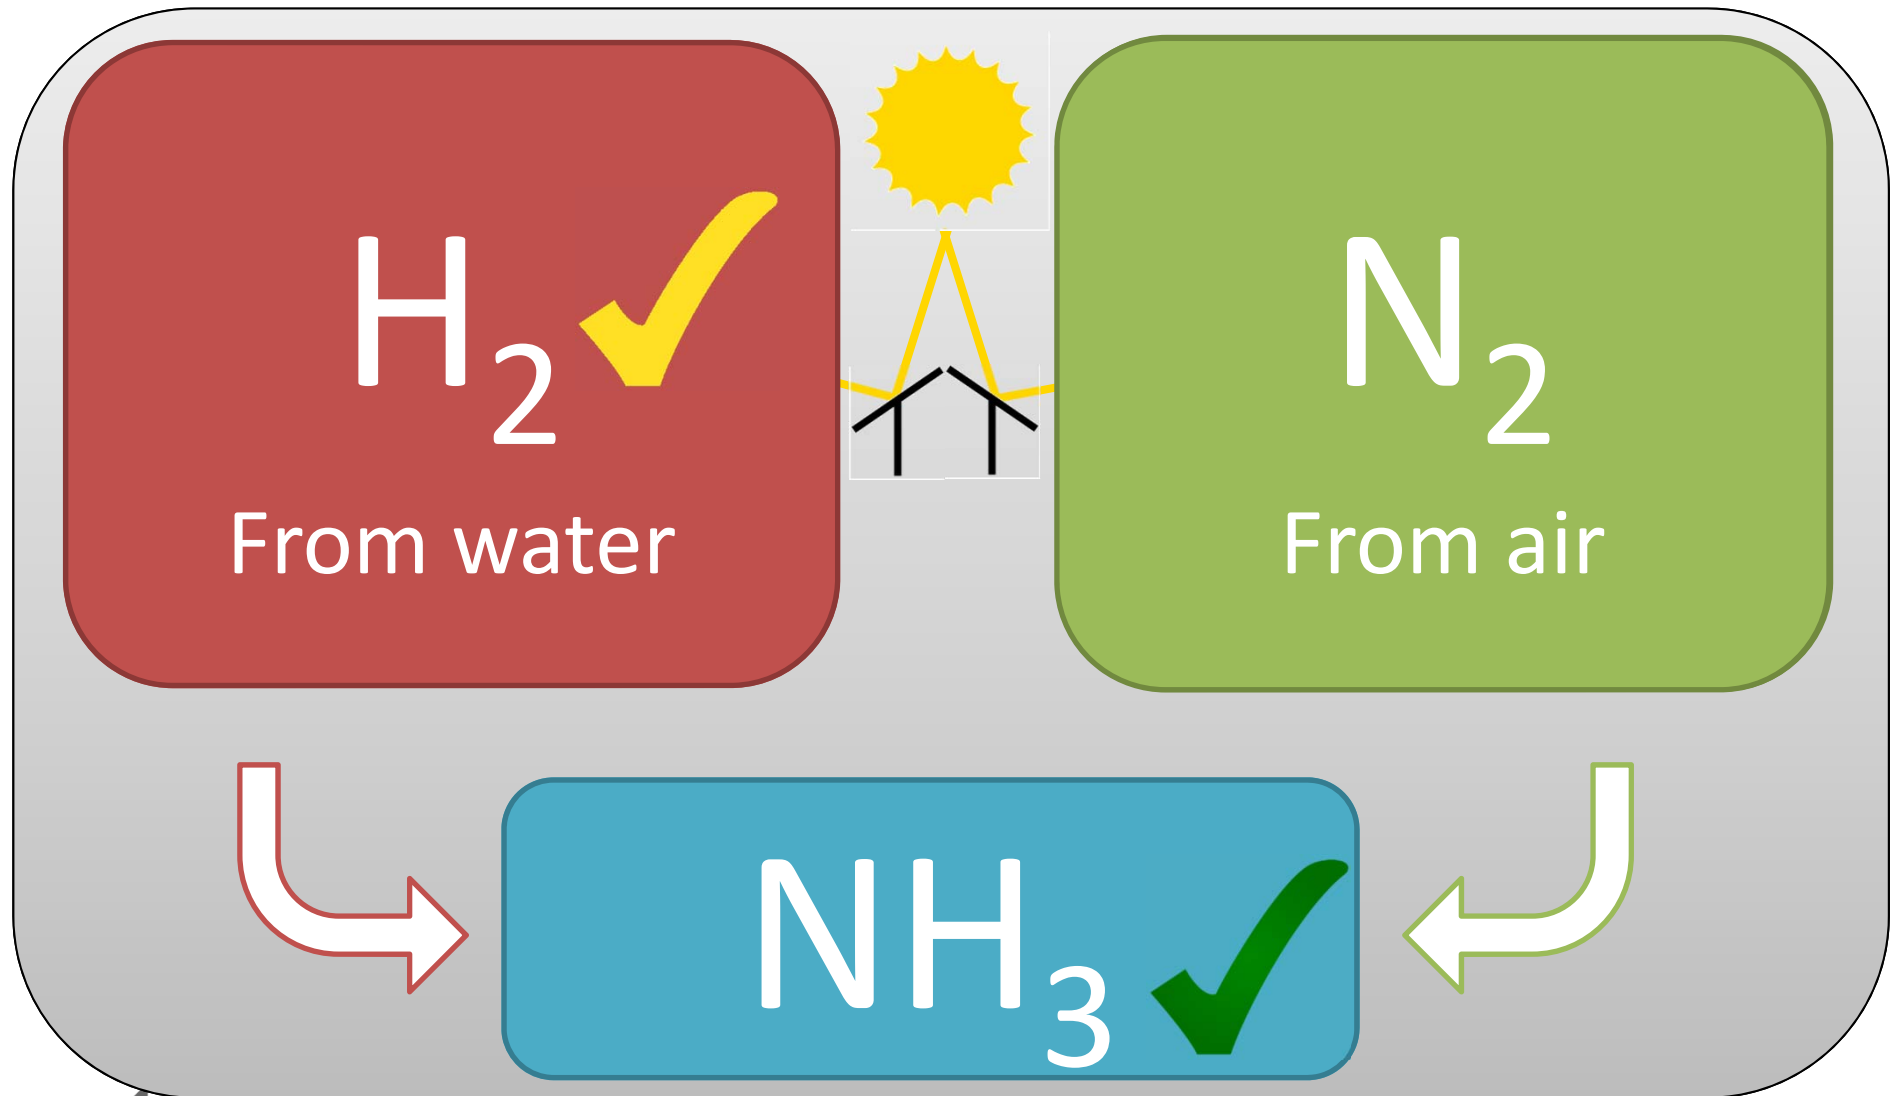 H₂
From water
N₂
From air
NH₃